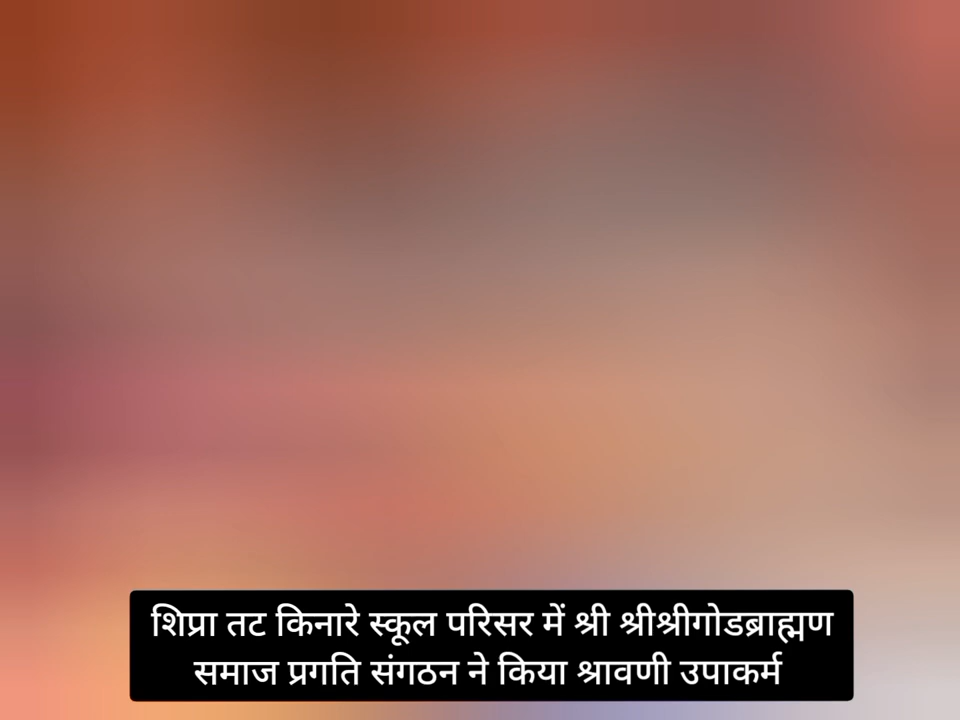 शिप्रा तट किनारे स्कूल परिसर में श्री श्रीश्रीगोडब्राह्मण
समाज प्रगति संगठन ने किया श्रावणी उपाकर्म